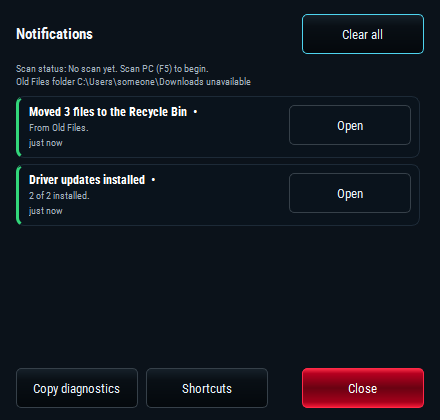 Notifications
Clear all
Scan status: No scan yet. Scan PC (F5) to begin.
Old Files folder C:\Users\someone\Downloads unavailable
Moved 3 files to the Recycle Bin •
From Old Files.
just now
Open
Driver updates installed •
2 of 2 installed.
just now
Open
Copy diagnostics
Shortcuts
Close